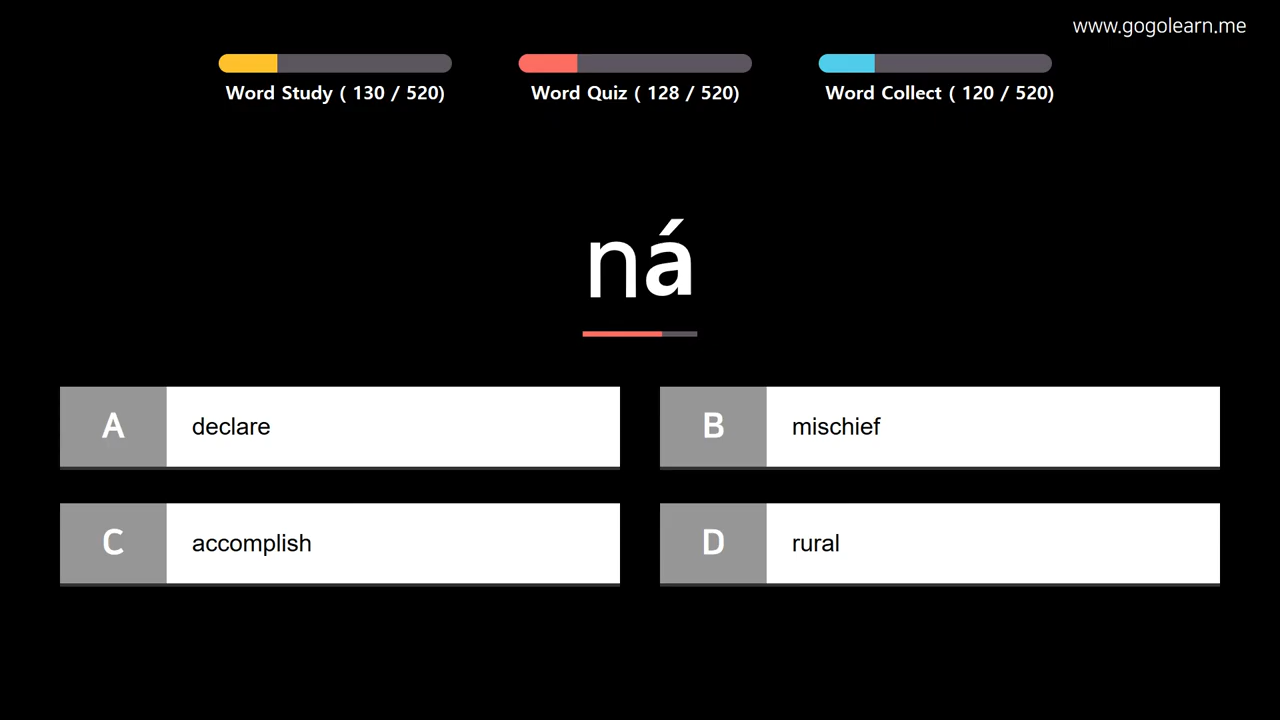 www.gogolearn.me
Word Study ( 130 / 520)
Word Quiz ( 128 / 520)
Word Collect ( 120 / 520)
ná
A declare
B mischief
C accomplish
D rural